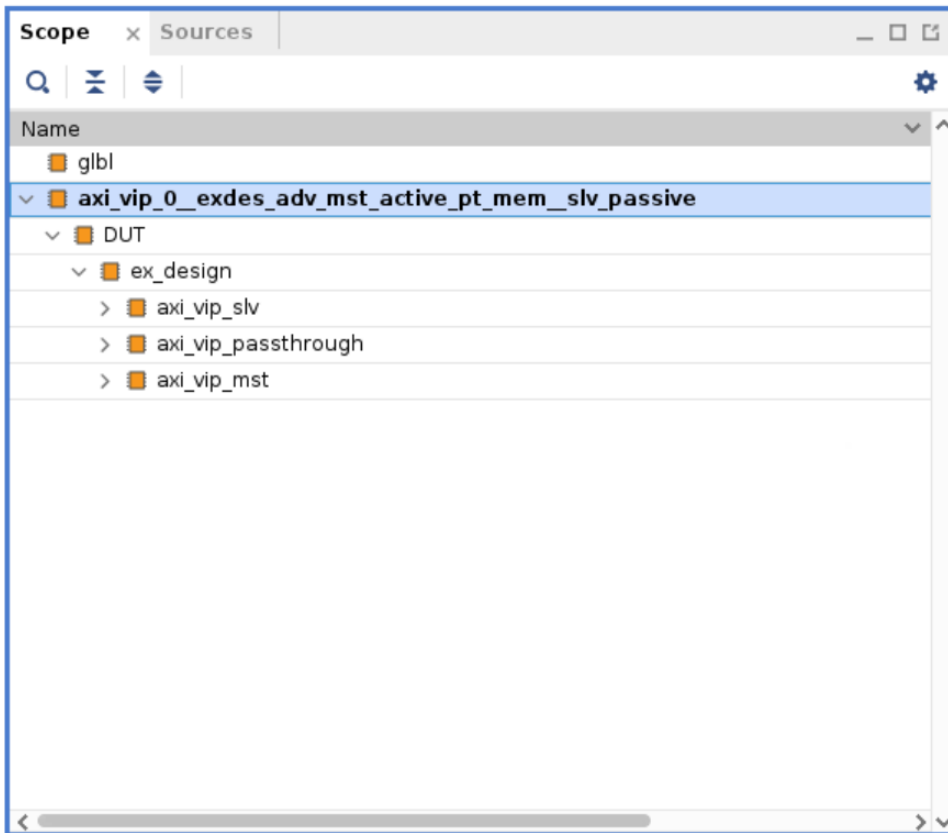 Scope Sources
Name
glbl
axi_vip_0__exdes_adv_mst_active_pt_mem__slv_passive
DUT
ex_design
axi_vip_slv
axi_vip_passthrough
axi_vip_mst